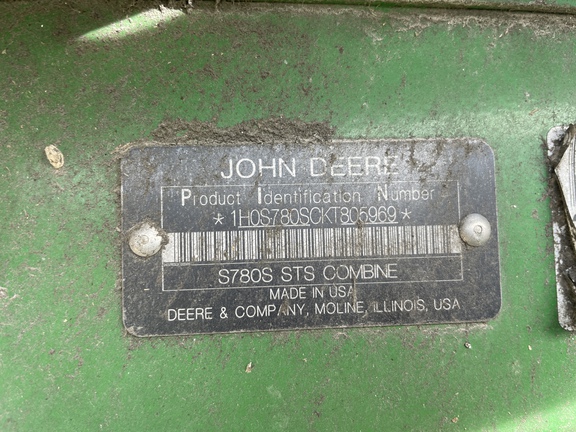 JOHN DEERE
Product Identification Number
*1H0S780SCKT805969*
S780S STS COMBINE
MADE IN USA
DEERE & COMPANY, MOLINE, ILLINOIS, USA